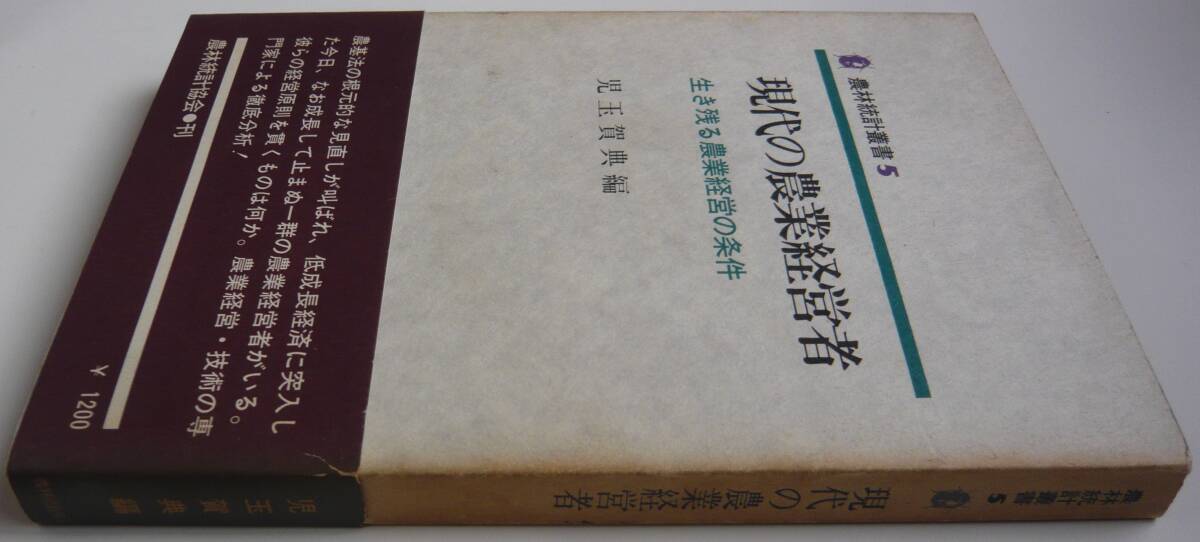 農林統計叢書5
現代の農業経営者
生き残る農業経営の条件
児玉賀典編
農基法の根元的な見直しが叫ばれ、低成長経済に突入し
た今日、なお成長して止まぬ一群の農業経営者がいる。
彼らの経営原則を貫くものは何か。農業経営・技術の専
門家による徹底分析!
農林統計協会●刊
¥1200
農林統計叢書5
現代の農業経営者
児玉賀典編